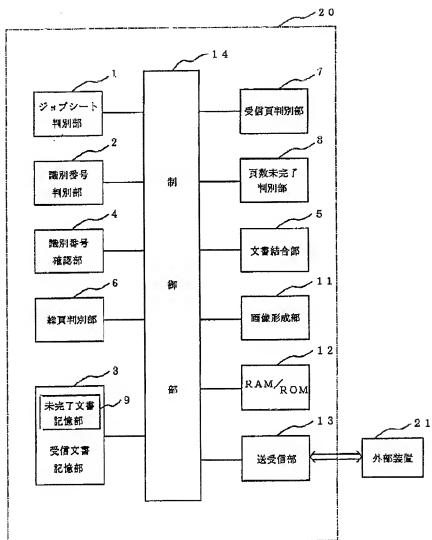 20
1
ジョブシート
判別部
2
識別番号
判別部
4
識別番号
確認部
6
総頁判別部
3
未完了文書
記憶部
9
受信文書
記憶部
14
制
御
部
7
受信頁判別部
8
頁数未完了
判別部
5
文書結合部
11
画像形成部
12
RAM/ROM
13
送受信部
21
外部装置